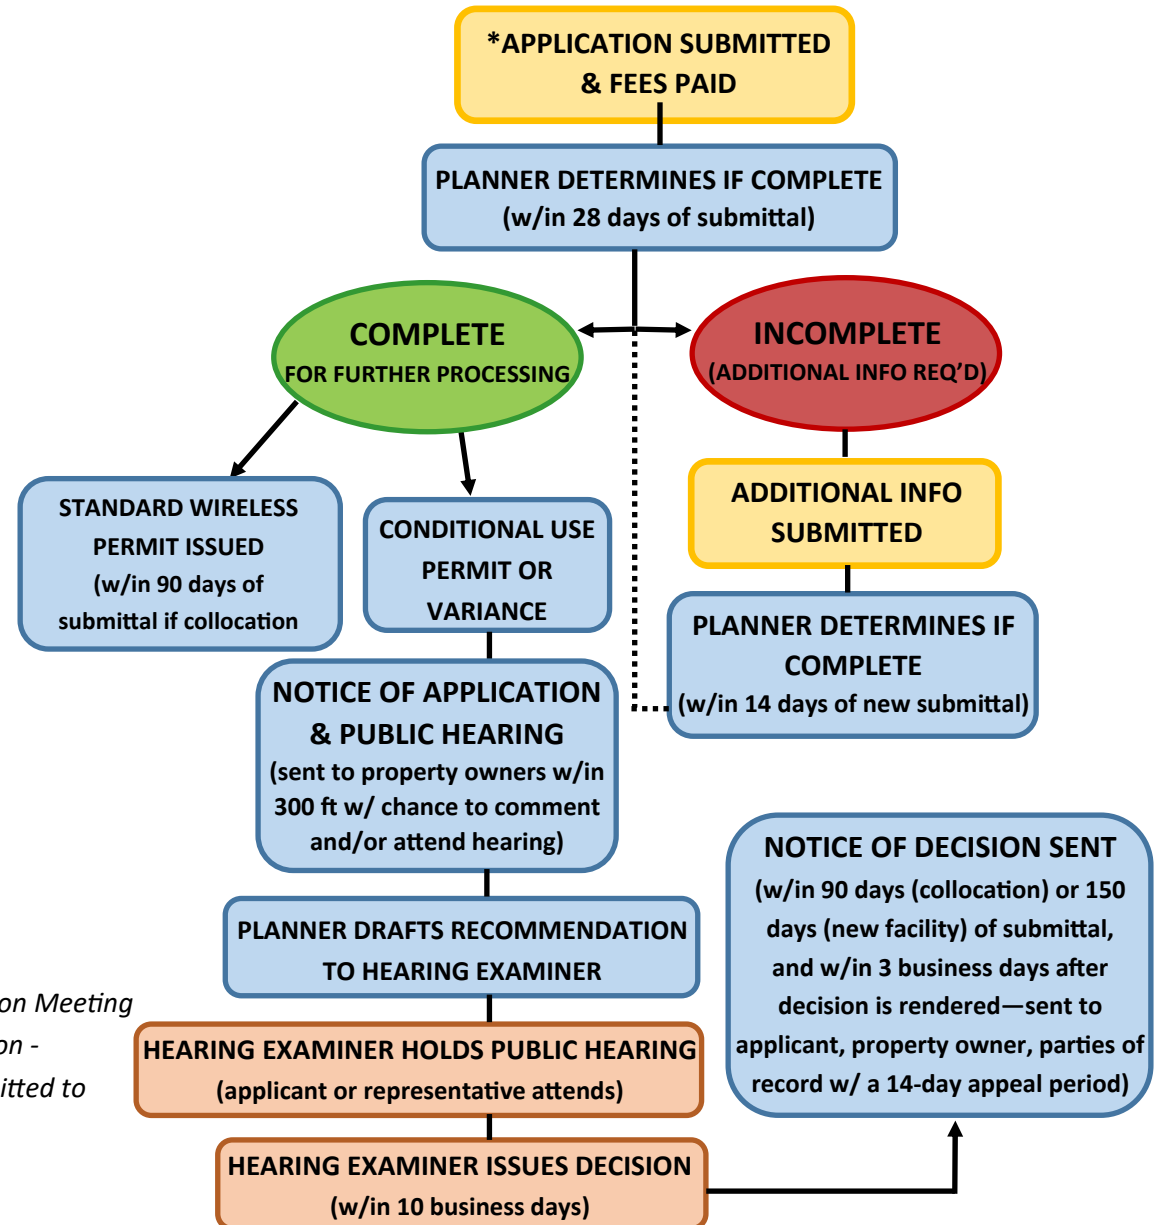 *APPLICATION SUBMITTED
& FEES PAID
PLANNER DETERMINES IF COMPLETE
(w/in 28 days of submittal)
COMPLETE
FOR FURTHER PROCESSING
INCOMPLETE
(ADDITIONAL INFO REQ'D)
STANDARD WIRELESS
PERMIT ISSUED
(w/in 90 days of
submittal if collocation
CONDITIONAL USE
PERMIT OR
VARIANCE
ADDITIONAL INFO
SUBMITTED
PLANNER DETERMINES IF
COMPLETE
(w/in 14 days of new submittal)
NOTICE OF APPLICATION
& PUBLIC HEARING
(sent to property owners w/in
300 ft w/ chance to comment
and/or attend hearing)
PLANNER DRAFTS RECOMMENDATION
TO HEARING EXAMINER
on Meeting
on -
itted to
HEARING EXAMINER HOLDS PUBLIC HEARING
(applicant or representative attends)
HEARING EXAMINER ISSUES DECISION
(w/in 10 business days)
NOTICE OF DECISION SENT
(w/in 90 days (collocation) or 150
days (new facility) of submittal,
and w/in 3 business days after
decision is rendered—sent to
applicant, property owner, parties of
record w/ a 14-day appeal period)